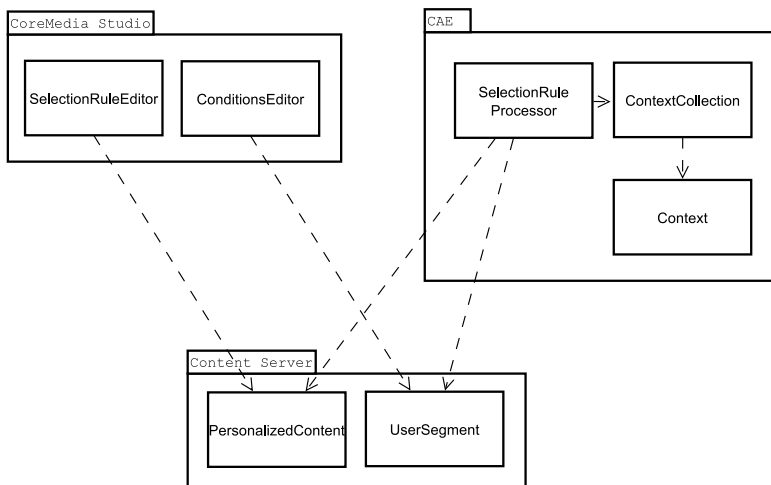 CoreMedia Studio
CAE
SelectionRuleEditor
ConditionsEditor
SelectionRule
Processor
ContextCollection
Context
Content Server
PersonalizedContent
UserSegment